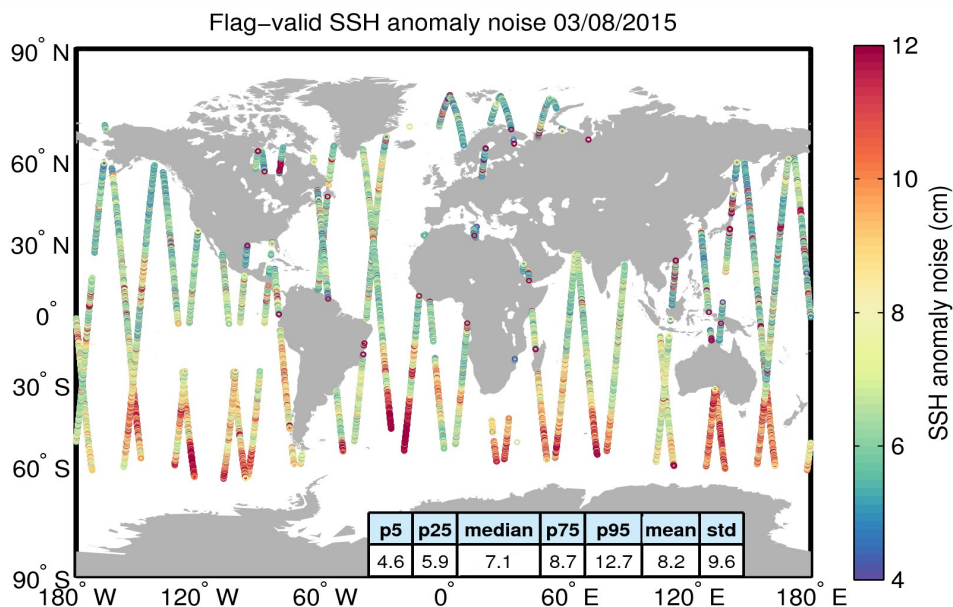 Flag−valid SSH anomaly noise 03/08/2015
90° N
60° N
30° N
0°
30° S
60° S
90° S
180° W 120° W 60° W 0° 60° E 120° E 180° E
p5 p25 median p75 p95 mean std
4.6 5.9 7.1 8.7 12.7 8.2 9.6
12
10
8
6
4
SSH anomaly noise (cm)